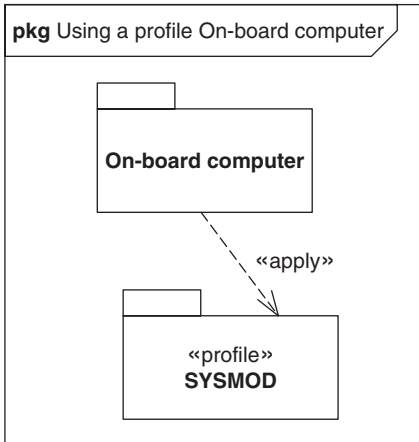 pkg Using a profile On-board computer
On-board computer
«apply»
«profile»
SYSMOD